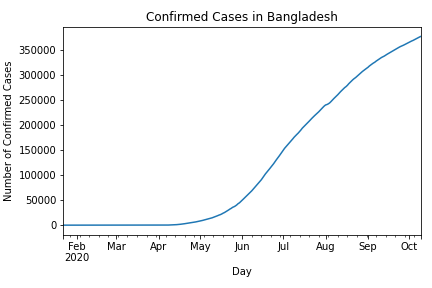 Confirmed Cases in Bangladesh
Number of Confirmed Cases
350000
300000
250000
200000
150000
100000
50000
0
Feb Mar Apr May Jun Jul Aug Sep Oct
2020
Day